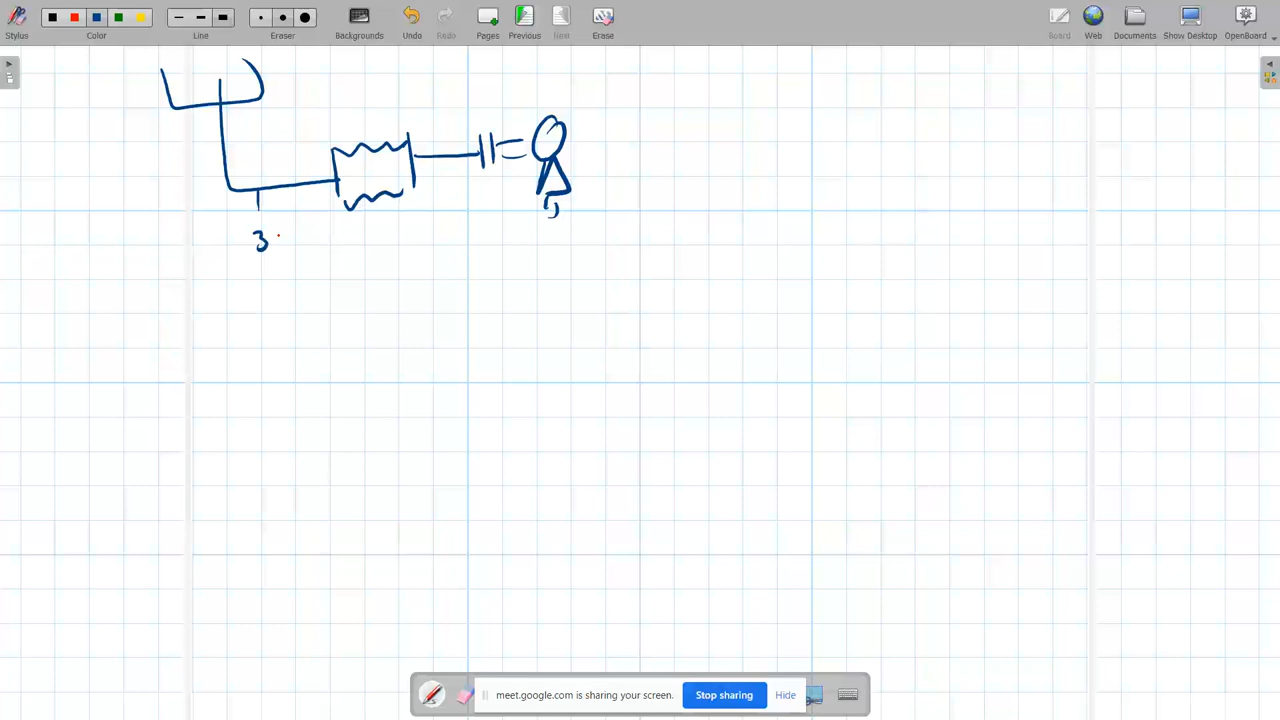 Stylus Color Line Eraser Backgrounds Undo Redo Pages Previous Next Erase Board Web Documents Show Desktop OpenBoard
3
meet.google.com is sharing your screen. Stop sharing Hide